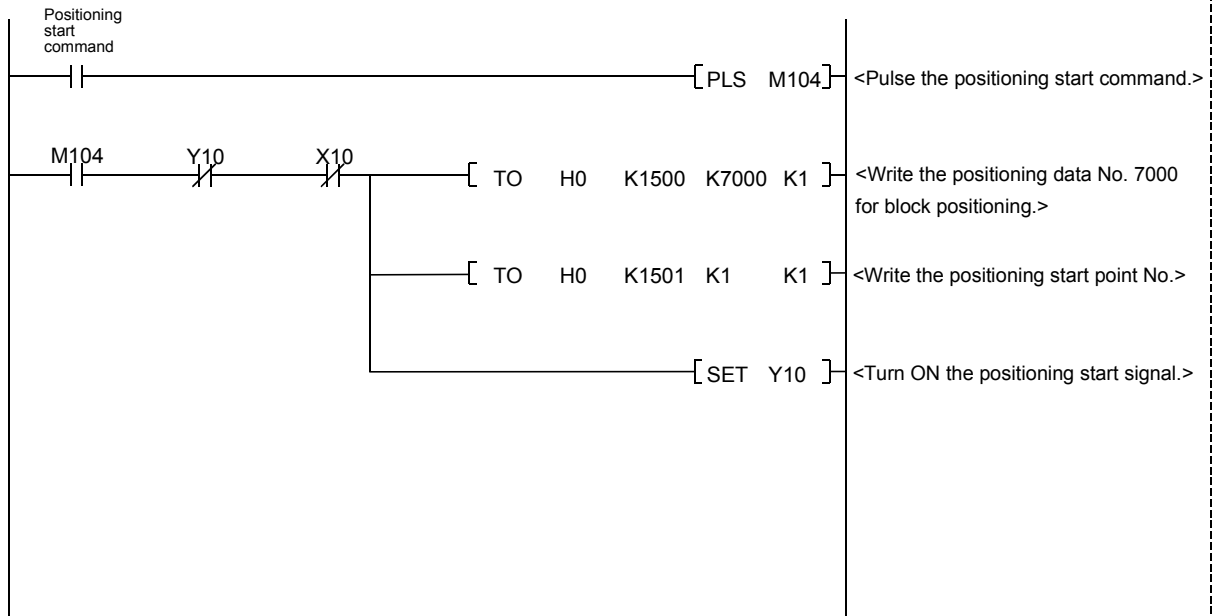 Positioning
start
command
[PLS M104] <Pulse the positioning start command.>
M104 Y10 X10
[TO H0 K1500 K7000 K1] <Write the positioning data No. 7000
for block positioning.>
[TO H0 K1501 K1 K1] <Write the positioning start point No.>
[SET Y10] <Turn ON the positioning start signal.>